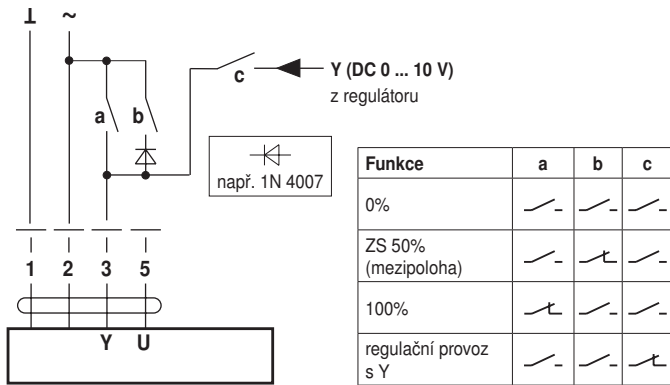 ⊥ ~
a b c
Y (DC 0 ... 10 V)
z regulátoru
např. 1N 4007
1 2 3 5
Y U
Funkce a b c
0%
ZS 50%
(mezipoloha)
100%
regulační provoz
s Y